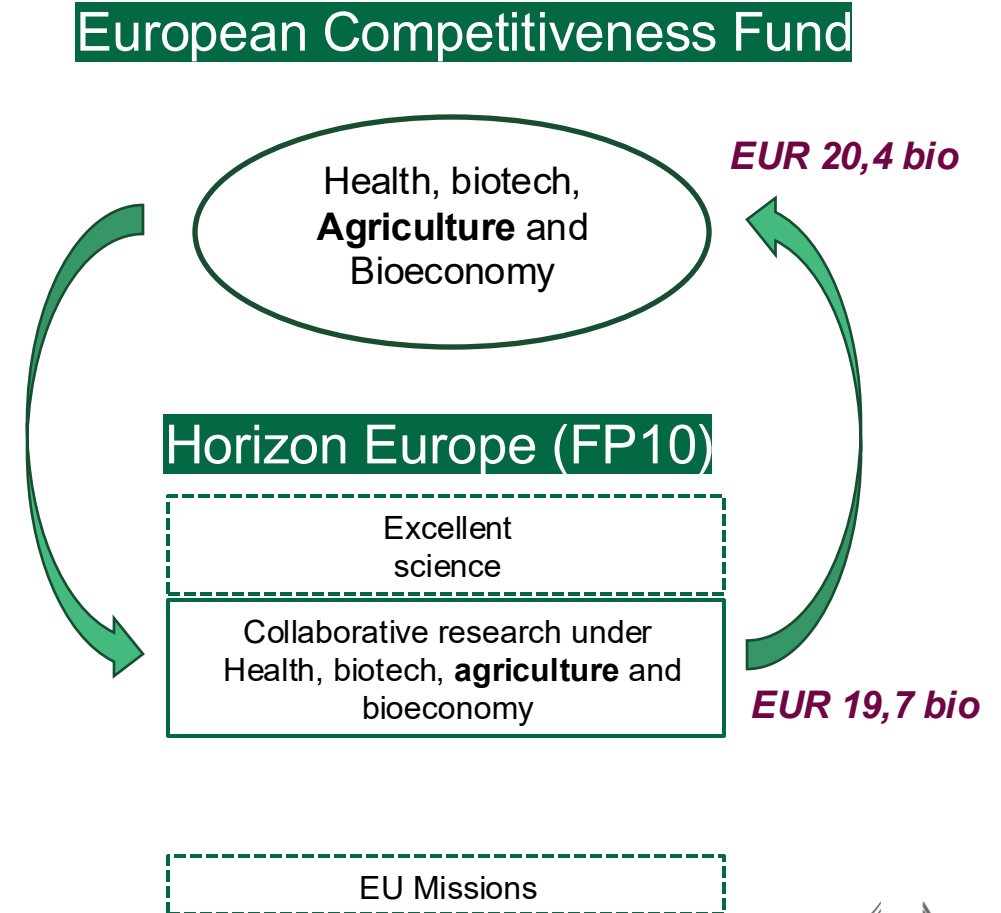 European Competitiveness Fund
EUR 20,4 bio
Health, biotech,
Agriculture and
Bioeconomy
Horizon Europe (FP10)
Excellent
science
Collaborative research under
Health, biotech, agriculture and
bioeconomy
EUR 19,7 bio
EU Missions